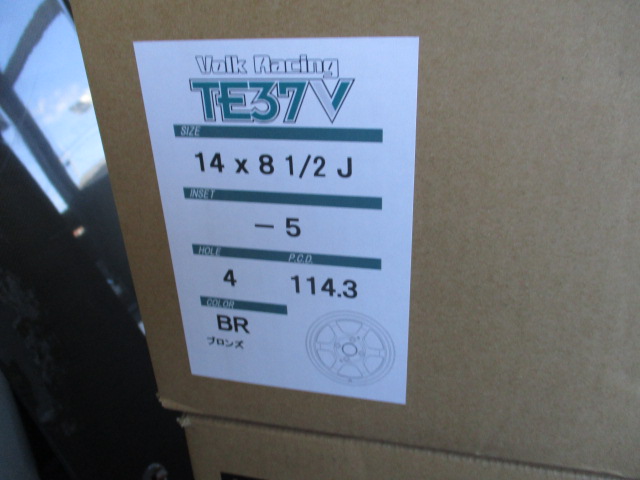 Volk Racing
TE37V
SIZE
14 x 8 1/2 J
INSET
− 5
HOLE P.C.D.
4 114.3
COLOR
BR
ブロンズ